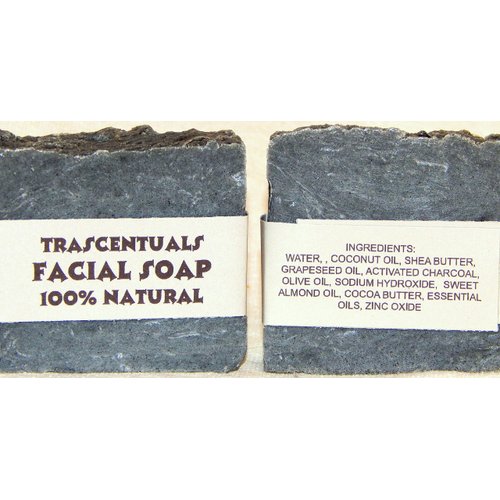 TRASCENTUALS
FACIAL SOAP
100% NATURAL
INGREDIENTS:
WATER, , COCONUT OIL, SHEA BUTTER,
GRAPESEED OIL, ACTIVATED CHARCOAL,
OLIVE OIL, SODIUM HYDROXIDE, SWEET
ALMOND OIL, COCOA BUTTER, ESSENTIAL
OILS, ZINC OXIDE